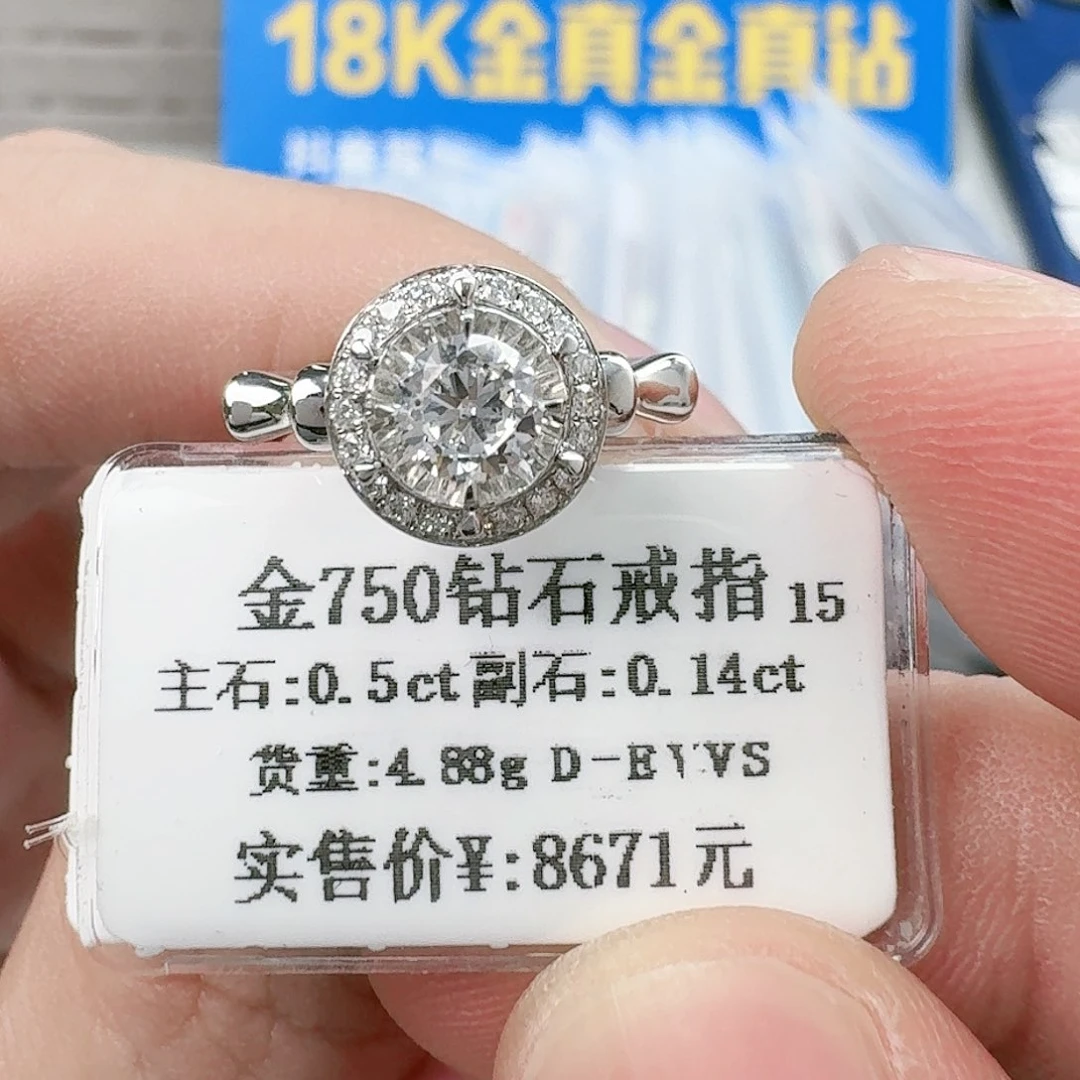 18K金真金真钻
金750钻石戒指 15
主石:0.5ct 副石:0.14ct
货重:4.88g D-E VVS
实售价¥:8671元